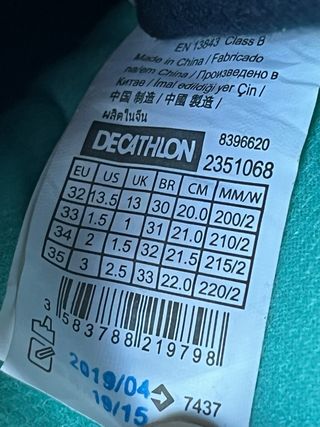 EN 13843 Class B
Made in China / Fabricado
na/em China / Произведено в
Китае / Imal edildiği yer Çin /
中国 制造 / 中國 製造 /
ผลิตในจีน
DECATHLON
8396620
2351068
EU US UK BR CM MM/W
32 13.5 13 30 20.0 200/2
33 1.5 1 31 21.0 210/2
34 2 1.5 32 21.5 215/2
35 3 2.5 33 22.0 220/2
3 583788 219798
2019/04
19/15
7437